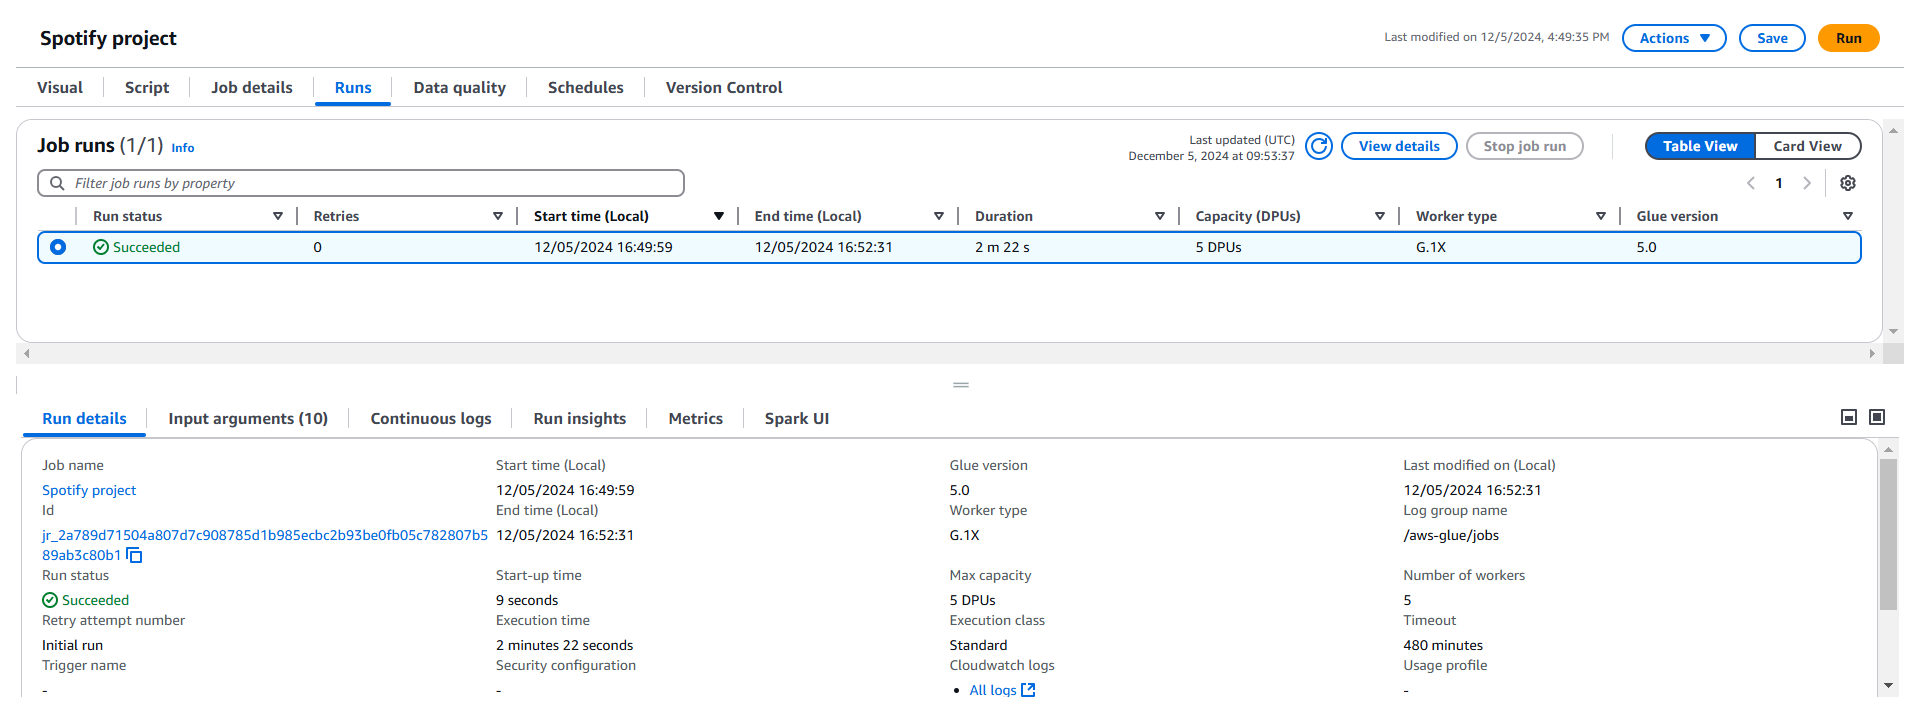 Spotify project
Last modified on 12/5/2024, 4:49:35 PM
Actions
Save
Run
Visual
Script
Job details
Runs
Data quality
Schedules
Version Control
Job runs (1/1) Info
Last updated (UTC)
December 5, 2024 at 09:53:37
View details
Stop job run
Table View
Card View
Filter job runs by property
1
Run status
Retries
Start time (Local)
End time (Local)
Duration
Capacity (DPUs)
Worker type
Glue version
Succeeded
0
12/05/2024 16:49:59
12/05/2024 16:52:31
2 m 22 s
5 DPUs
G.1X
5.0
Run details
Input arguments (10)
Continuous logs
Run insights
Metrics
Spark UI
Job name
Spotify project
Id
jr_2a789d71504a807d7c908785d1b985ecbc2b93be0fb05c782807b5
89ab3c80b1
Run status
Succeeded
Retry attempt number
Initial run
Trigger name
-
Start time (Local)
12/05/2024 16:49:59
End time (Local)
12/05/2024 16:52:31
Start-up time
9 seconds
Execution time
2 minutes 22 seconds
Security configuration
-
Glue version
5.0
Worker type
G.1X
Max capacity
5 DPUs
Execution class
Standard
Cloudwatch logs
• All logs
Last modified on (Local)
12/05/2024 16:52:31
Log group name
/aws-glue/jobs
Number of workers
5
Timeout
480 minutes
Usage profile
-